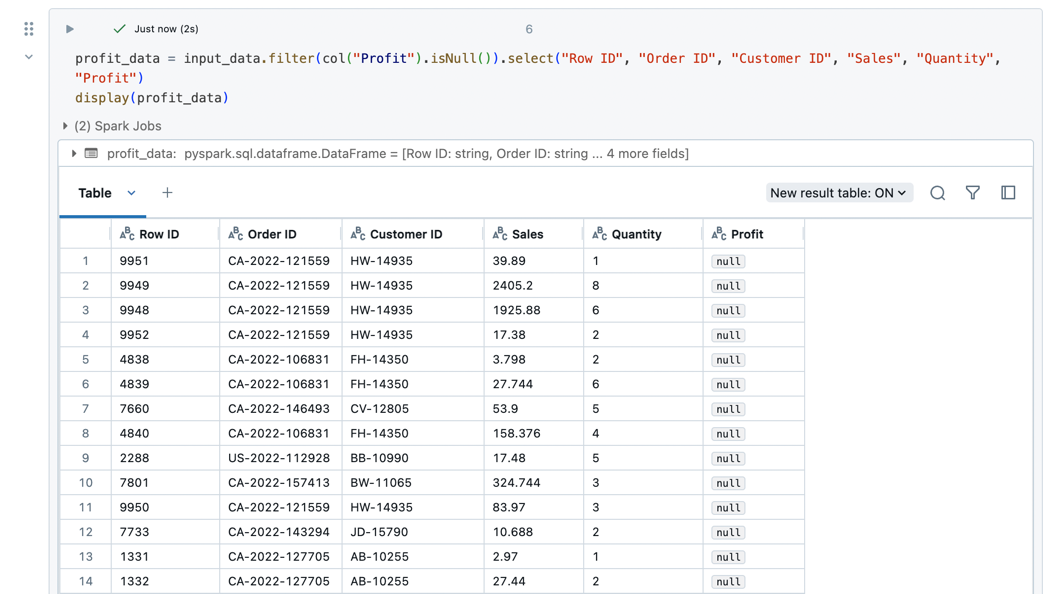 Just now (2s)
6
profit_data = input_data.filter(col("Profit").isNull()).select("Row ID", "Order ID", "Customer ID", "Sales", "Quantity",
"Profit")
display(profit_data)
(2) Spark Jobs
profit_data: pyspark.sql.dataframe.DataFrame = [Row ID: string, Order ID: string ... 4 more fields]
Table + New result table: ON
ABC Row ID ABC Order ID ABC Customer ID ABC Sales ABC Quantity ABC Profit
1 9951 CA-2022-121559 HW-14935 39.89 1 null
2 9949 CA-2022-121559 HW-14935 2405.2 8 null
3 9948 CA-2022-121559 HW-14935 1925.88 6 null
4 9952 CA-2022-121559 HW-14935 17.38 2 null
5 4838 CA-2022-106831 FH-14350 3.798 2 null
6 4839 CA-2022-106831 FH-14350 27.744 6 null
7 7660 CA-2022-146493 CV-12805 53.9 5 null
8 4840 CA-2022-106831 FH-14350 158.376 4 null
9 2288 US-2022-112928 BB-10990 17.48 5 null
10 7801 CA-2022-157413 BW-11065 324.744 3 null
11 9950 CA-2022-121559 HW-14935 83.97 3 null
12 7733 CA-2022-143294 JD-15790 10.688 2 null
13 1331 CA-2022-127705 AB-10255 2.97 1 null
14 1332 CA-2022-127705 AB-10255 27.44 2 null